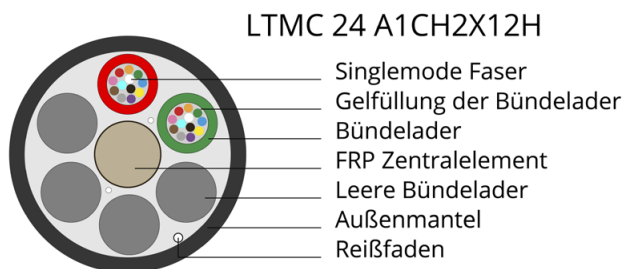 LTMC 24 A1CH2X12H
Singlemode Faser
Gelfüllung der Bündelader
Bündelader
FRP Zentralelement
Leere Bündelader
Außenmantel
Reißfaden